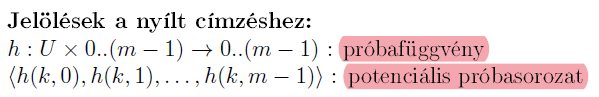 Jelölések a nyílt címzéshez:
h : U × 0..(m − 1) → 0..(m − 1) : próbafüggvény
⟨h(k, 0), h(k, 1), . . . , h(k, m − 1)⟩ : potenciális próbasorozat